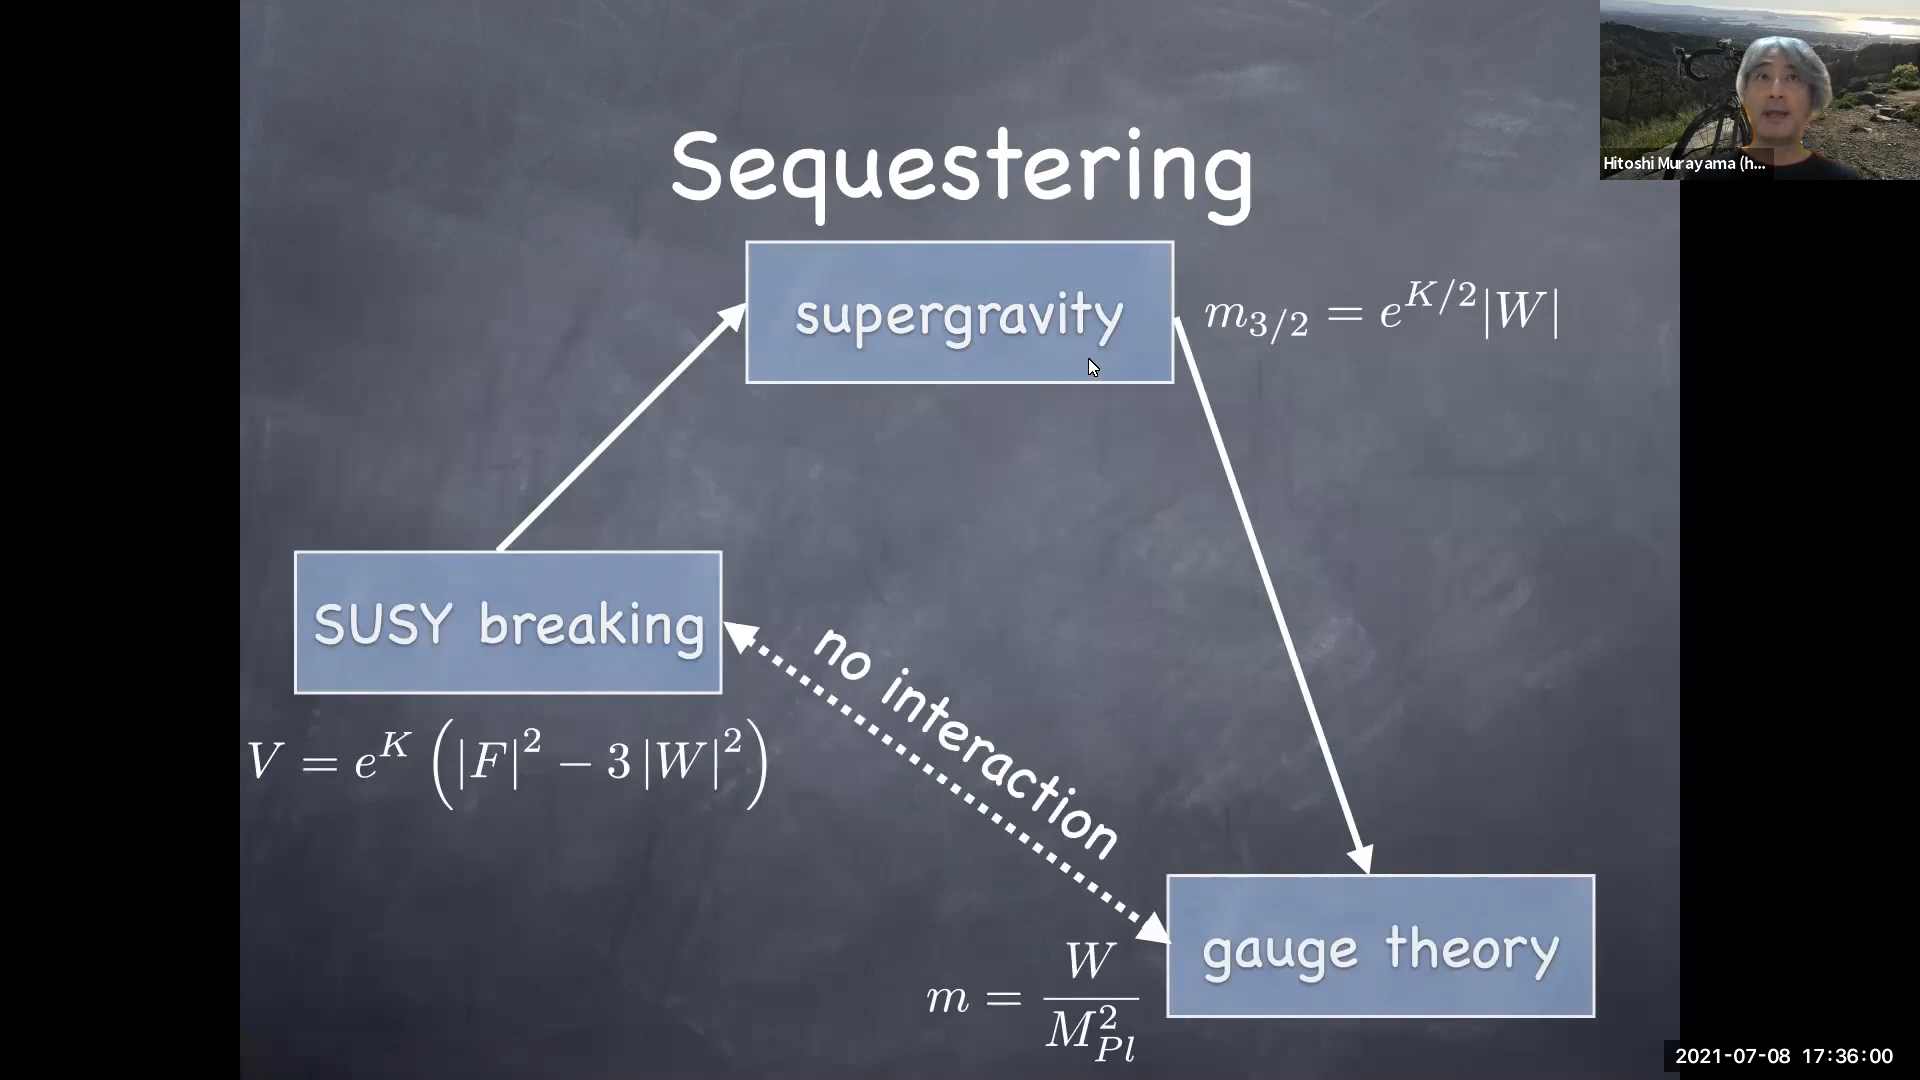 Sequestering
Hitoshi Murayama (h...
supergravity
m_{3/2} = e^{K/2}|W|
SUSY breaking
no interaction
V = e^K (|F|^2 − 3 |W|^2)
gauge theory
m = \frac{W}{M_{Pl}^2}
2021-07-08 17:36:00